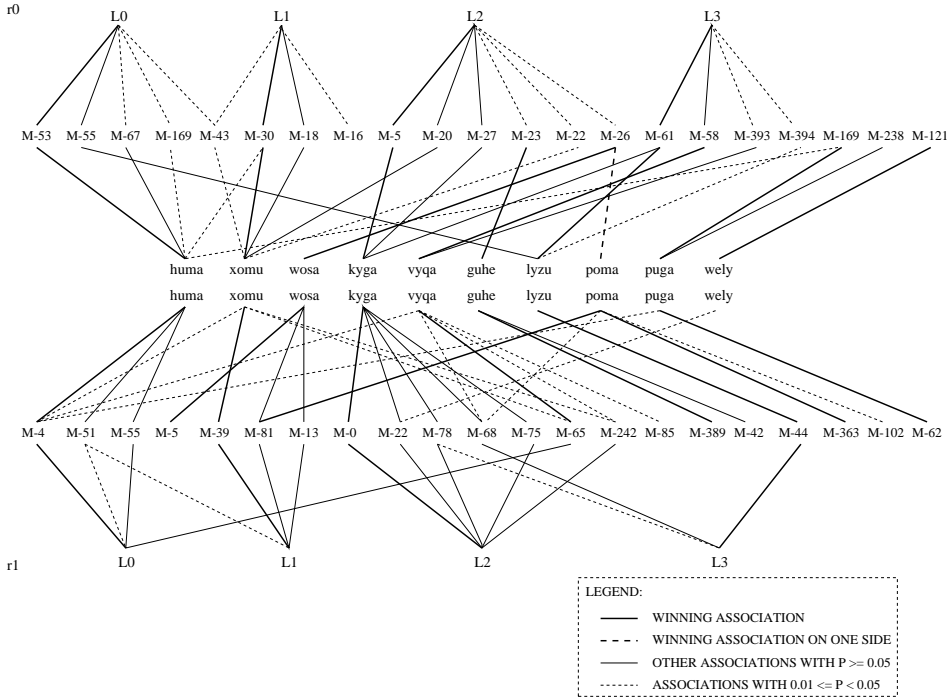 r0 L0 L1 L2 L3
M-53 M-55 M-67 M-169 M-43 M-30 M-18 M-16 M-5 M-20 M-27 M-23 M-22 M-26 M-61 M-58 M-393 M-394 M-169 M-238 M-121
huma xomu wosa kyga vyqa guhe lyzu poma puga wely
huma xomu wosa kyga vyqa guhe lyzu poma puga wely
M-4 M-51 M-55 M-5 M-39 M-81 M-13 M-0 M-22 M-78 M-68 M-75 M-65 M-242 M-85 M-389 M-42 M-44 M-363 M-102 M-62
r1 L0 L1 L2 L3
LEGEND:
WINNING ASSOCIATION
WINNING ASSOCIATION ON ONE SIDE
OTHER ASSOCIATIONS WITH P >= 0.05
ASSOCIATIONS WITH 0.01 <= P < 0.05